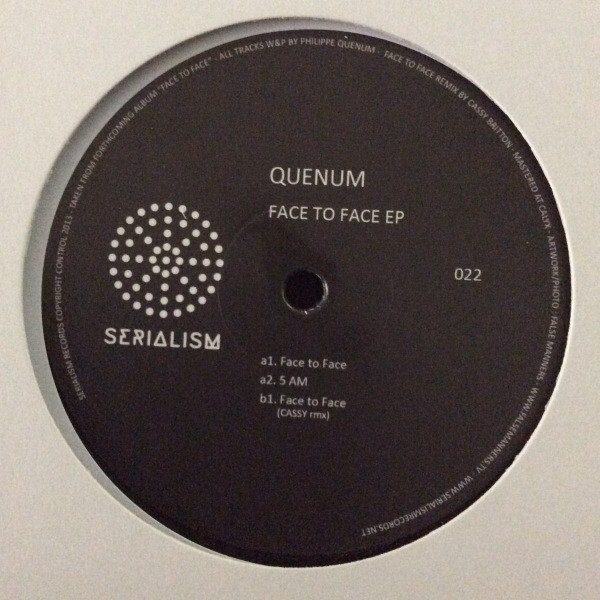 SERIALISM RECORDS COPYRIGHT CONTROL 2013 - TAKEN FROM FORTHCOMING ALBUM "FACE TO FACE" - ALL TRACKS W&P BY PHILIPPE QUENUM - FACE TO FACE REMIX BY CASSY BRITTON - MASTERED AT CALYX - ARTWORK/PHOTO : FALSE MANNERS - WWW.FALSEMANNERS.TV - WWW.SERIALISMRECORDS.NET
QUENUM
FACE TO FACE EP
022
SERIALISM
a1. Face to Face
a2. 5 AM
b1. Face to Face
(CASSY rmx)